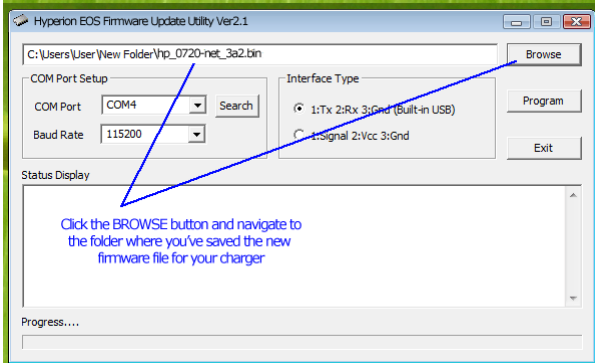 Hyperion EOS Firmware Update Utility Ver2.1
C:\Users\User\New Folder\hp_0720-net_3a2.bin
Browse
COM Port Setup
COM Port
COM4
Search
Baud Rate
115200
Interface Type
1:Tx 2:Rx 3:Gnd (Built-in USB)
1:Signal 2:Vcc 3:Gnd
Program
Exit
Status Display
Click the BROWSE button and navigate to
the folder where you've saved the new
firmware file for your charger
Progress....